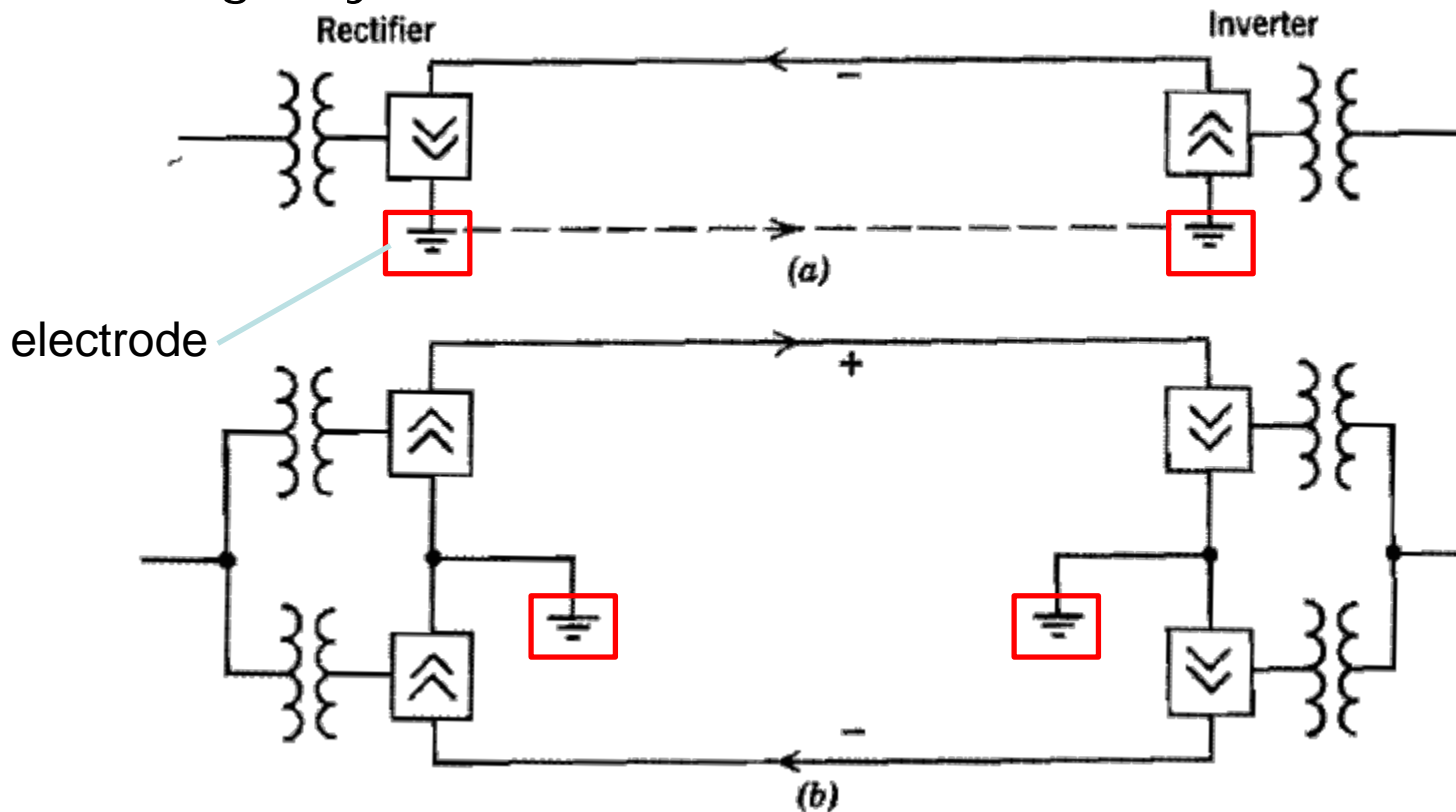 Rectifier
Inverter
~
−
(a)
electrode
+
−
(b)